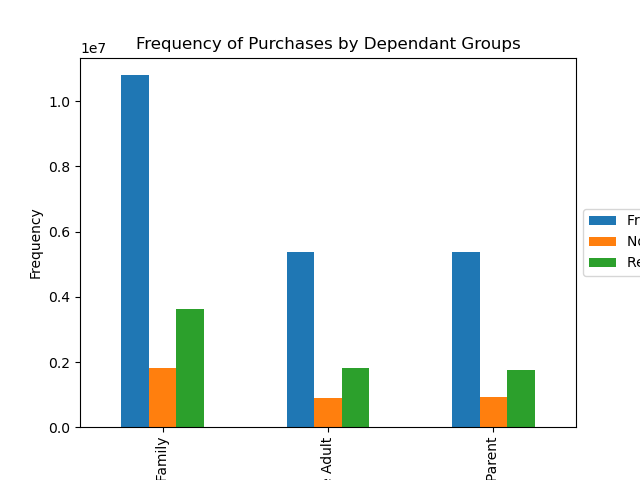 Frequency of Purchases by Dependant Groups
1e7
1.0
0.8
0.6
0.4
0.2
0.0
Frequency
Family
Adult
Parent
Fr
No
Re